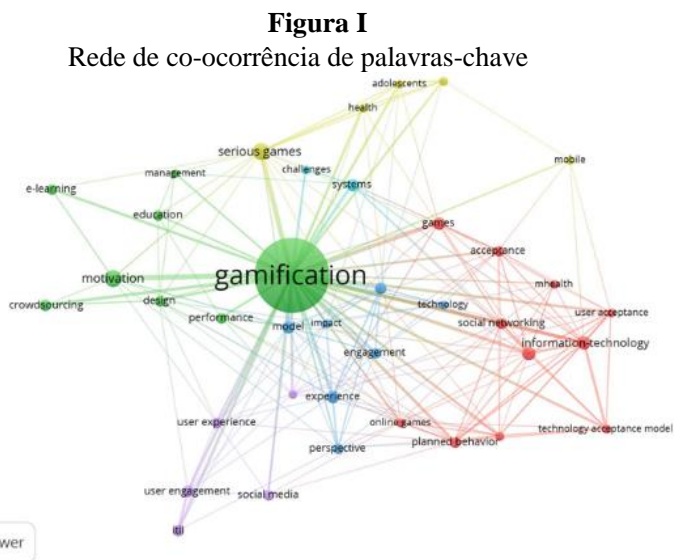 Figura I
Rede de co-ocorrência de palavras-chave
adolescents
health
serious games
mobile
challenges
management
systems
e-learning
education
games
acceptance
gamification
motivation
mhealth
crowdsourcing
design
technology
user acceptance
performance
model
impact
social networking
information-technology
engagement
experience
user experience
online games
technology acceptance model
planned behavior
perspective
user engagement
social media
itil
wer